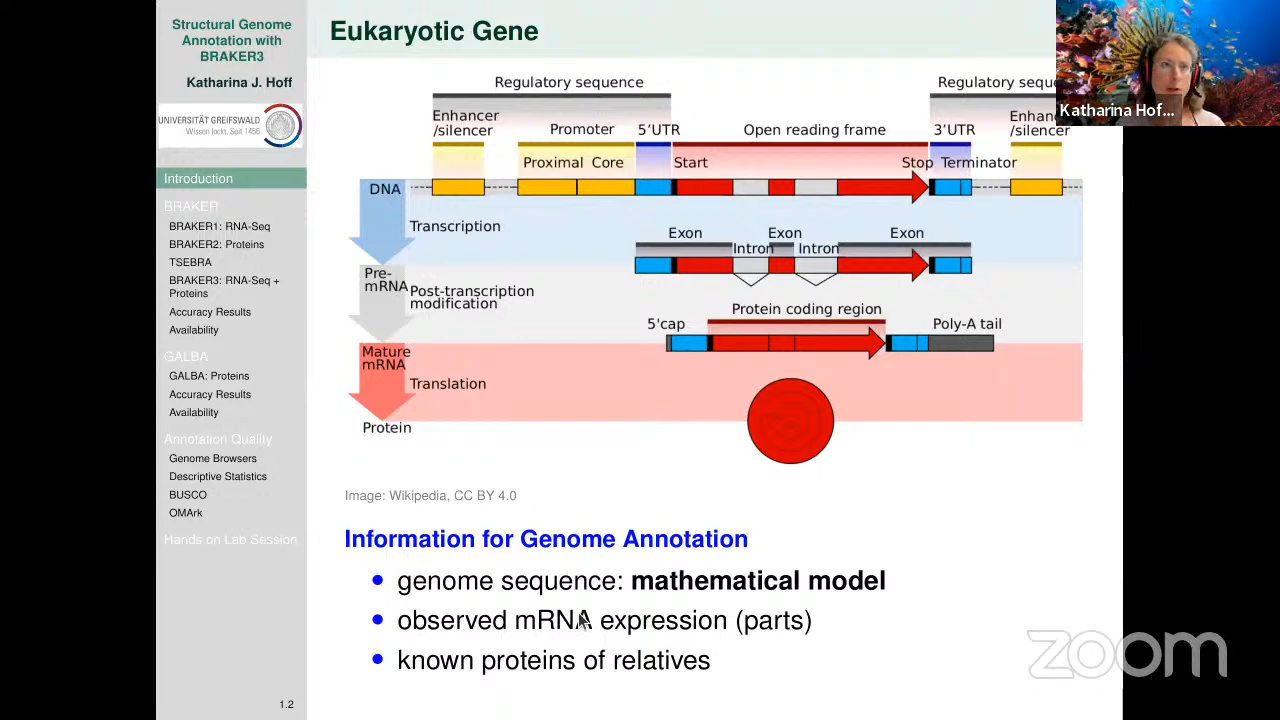 Structural Genome
Annotation with
BRAKER3
Katharina J. Hoff
UNIVERSITÄT GREIFSWALD
Wissen lockt. Seit 1456
Introduction
BRAKER
BRAKER1: RNA-Seq
BRAKER2: Proteins
TSEBRA
BRAKER3: RNA-Seq +
Proteins
Accuracy Results
Availability
GALBA
GALBA: Proteins
Accuracy Results
Availability
Annotation Quality
Genome Browsers
Descriptive Statistics
BUSCO
OMArk
Hands on Lab Session
1.2
Eukaryotic Gene
Regulatory sequence
Regulatory sequ
Enhancer
/silencer
Promoter
5'UTR
Open reading frame
3'UTR
Enhanc
/silencer
Proximal Core
Start
Stop Terminator
DNA
Transcription
Exon
Exon
Exon
Intron
Intron
Pre-
mRNA
Post-transcription
modification
Protein coding region
5'cap
Poly-A tail
Mature
mRNA
Translation
Protein
Image: Wikipedia, CC BY 4.0
Information for Genome Annotation
genome sequence: mathematical model
observed mRNA expression (parts)
known proteins of relatives
Katharina Hof...
zoom